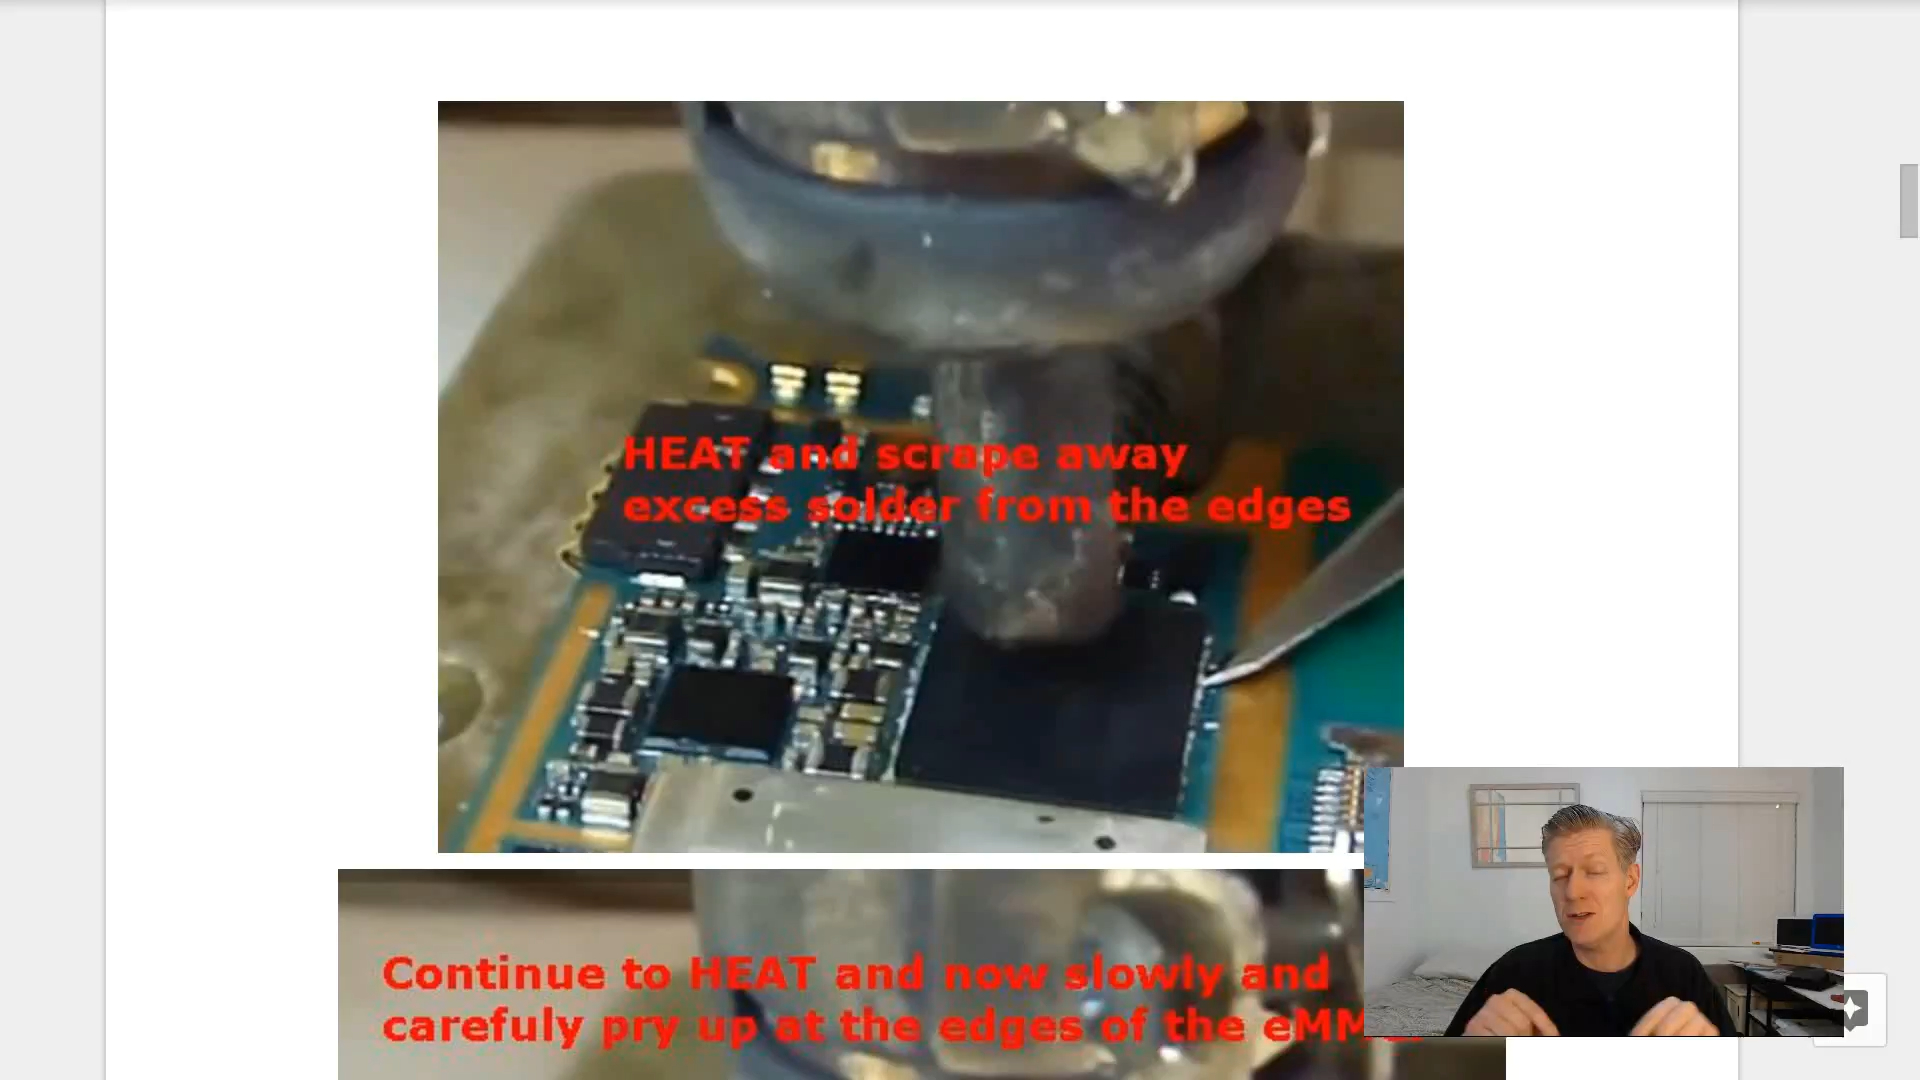 HEAT and scrape away
excess solder from the edges
Continue to HEAT and now slowly and
carefuly pry up at the edges of the